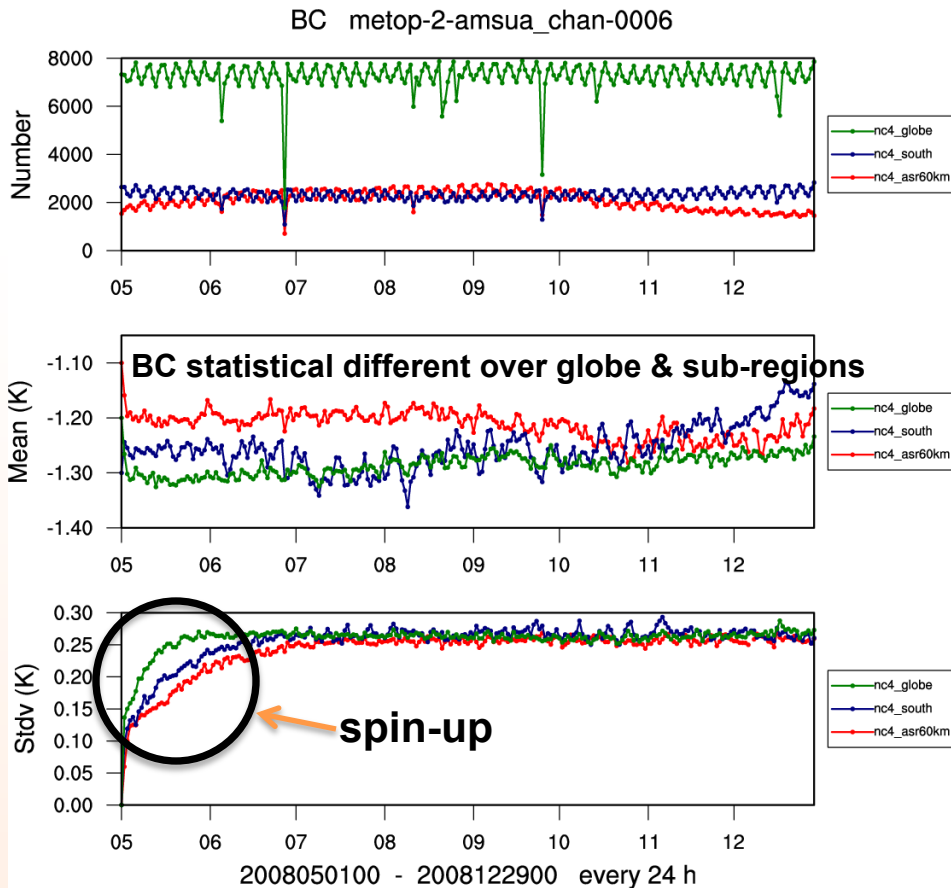 BC metop-2-amsua_chan-0006
8000
6000
4000
2000
0
Number
05 06 07 08 09 10 11 12
nc4_globe
nc4_south
nc4_asr60km
BC statistical different over globe & sub-regions
-1.10
-1.20
-1.30
-1.40
Mean (K)
05 06 07 08 09 10 11 12
nc4_globe
nc4_south
nc4_asr60km
0.30
0.25
0.20
0.15
0.10
0.05
0.00
Stdv (K)
spin-up
05 06 07 08 09 10 11 12
nc4_globe
nc4_south
nc4_asr60km
2008050100 - 2008122900 every 24 h